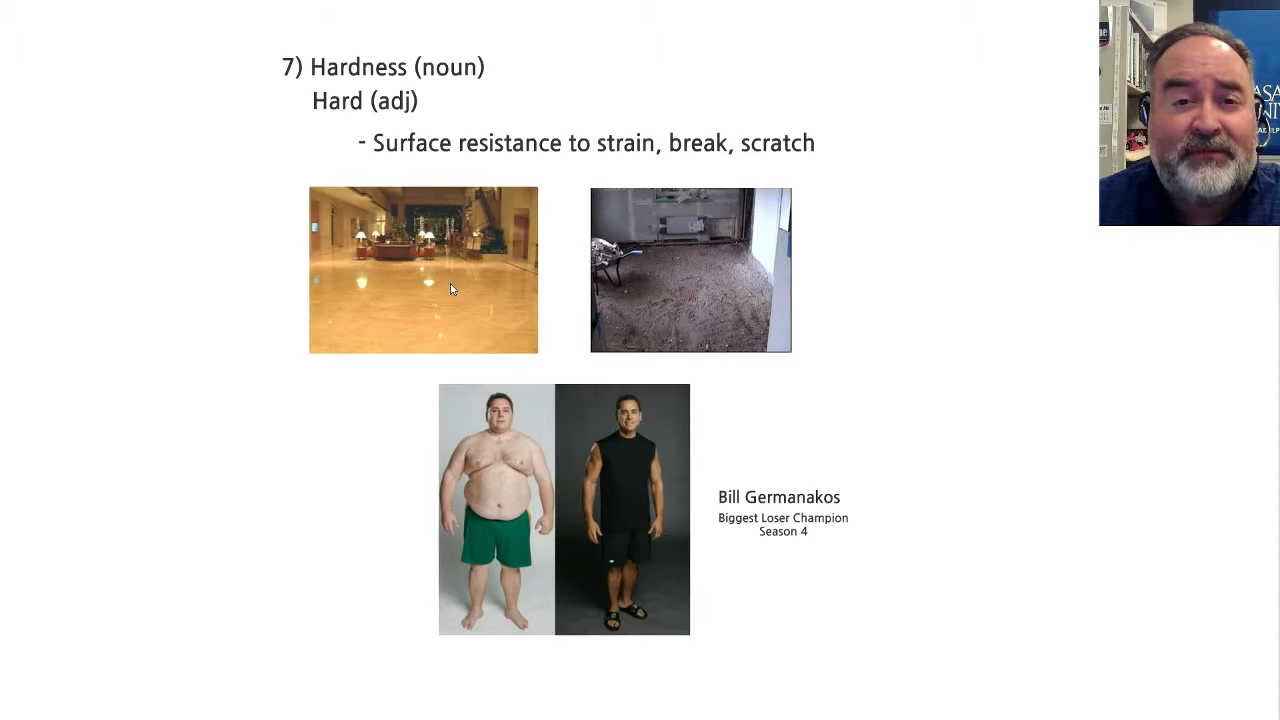 7) Hardness (noun)
Hard (adj)
- Surface resistance to strain, break, scratch
Bill Germanakos
Biggest Loser Champion
Season 4